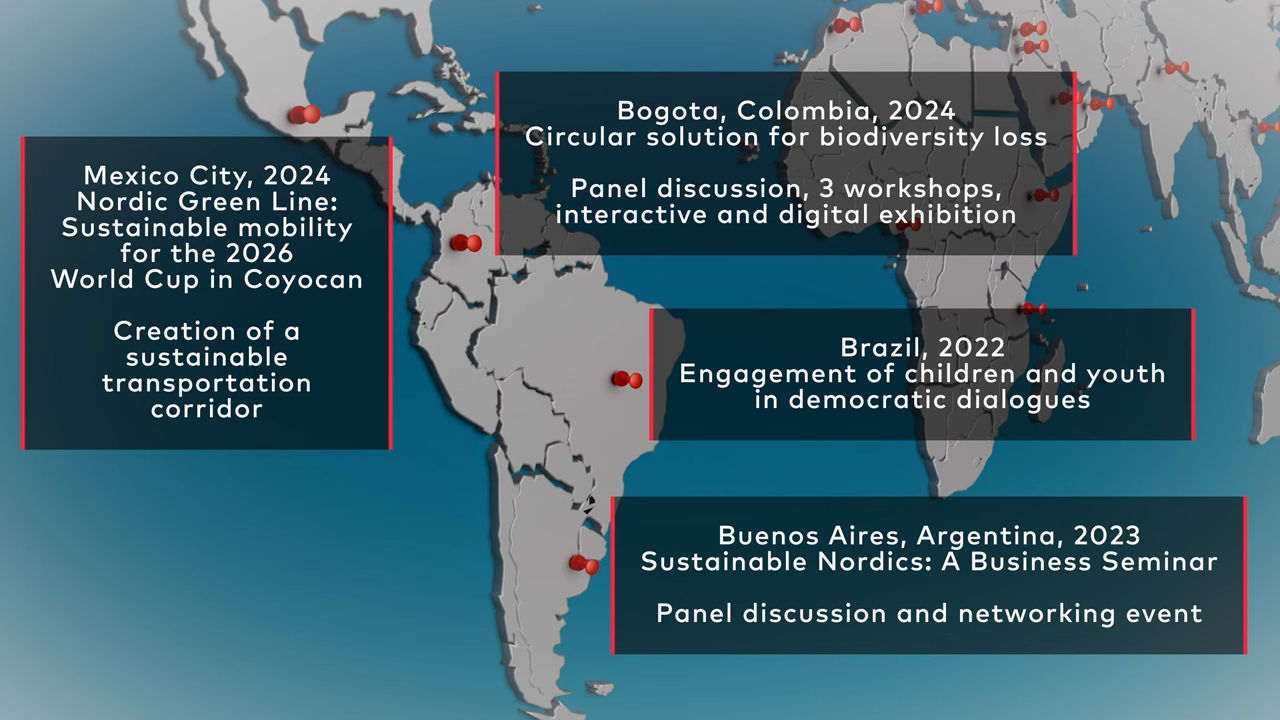 Mexico City, 2024
Nordic Green Line:
Sustainable mobility
for the 2026
World Cup in Coyocan
Creation of a
sustainable
transportation
corridor
Bogota, Colombia, 2024
Circular solution for biodiversity loss
Panel discussion, 3 workshops,
interactive and digital exhibition
Brazil, 2022
Engagement of children and youth
in democratic dialogues
Buenos Aires, Argentina, 2023
Sustainable Nordics: A Business Seminar
Panel discussion and networking event